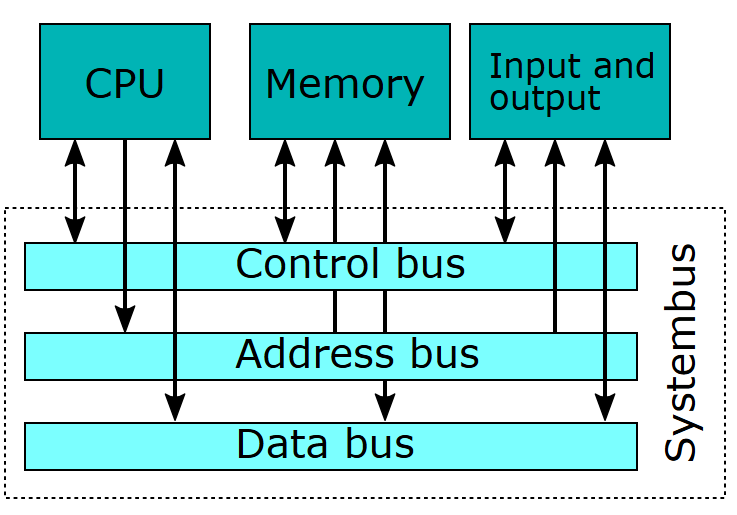 CPU
Memory
Input and
output
Control bus
Address bus
Data bus
Systembus